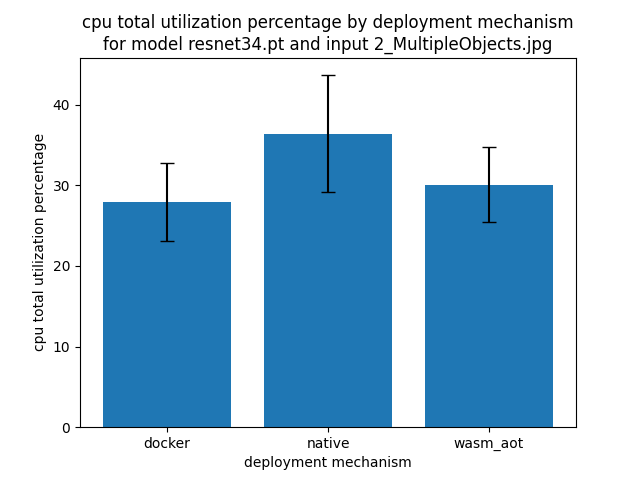 cpu total utilization percentage by deployment mechanism
for model resnet34.pt and input 2_MultipleObjects.jpg
cpu total utilization percentage
40
30
20
10
0
docker native wasm_aot
deployment mechanism